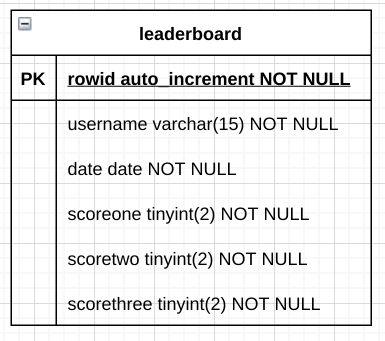 leaderboard
PK rowid auto_increment NOT NULL
username varchar(15) NOT NULL
date date NOT NULL
scoreone tinyint(2) NOT NULL
scoretwo tinyint(2) NOT NULL
scorethree tinyint(2) NOT NULL